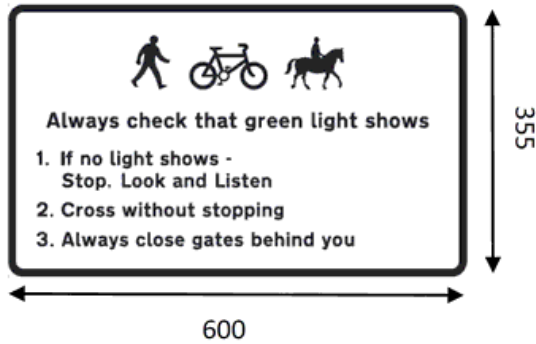 Always check that green light shows
1. If no light shows -
Stop. Look and Listen
2. Cross without stopping
3. Always close gates behind you
355
600